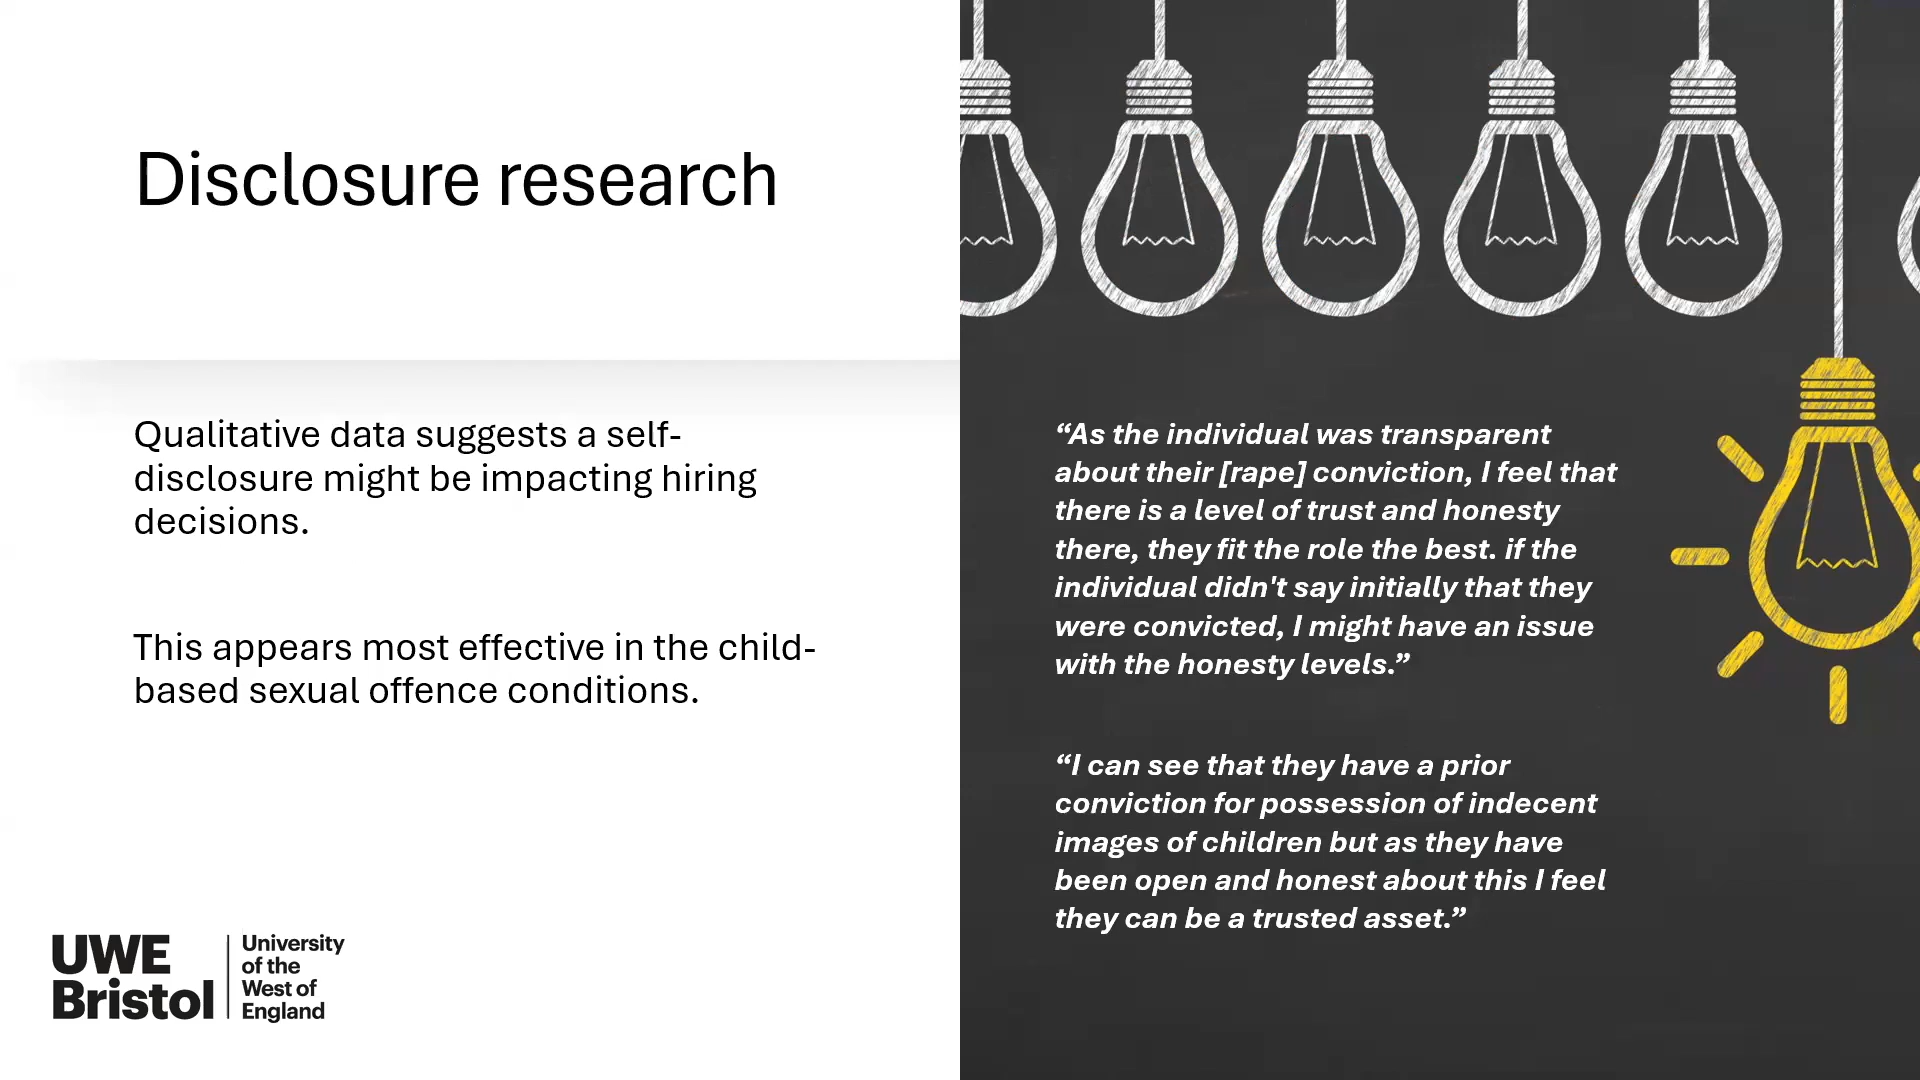 Disclosure research
Qualitative data suggests a self-
disclosure might be impacting hiring
decisions.
This appears most effective in the child-
based sexual offence conditions.
“As the individual was transparent
about their [rape] conviction, I feel that
there is a level of trust and honesty
there, they fit the role the best. if the
individual didn't say initially that they
were convicted, I might have an issue
with the honesty levels.”
“I can see that they have a prior
conviction for possession of indecent
images of children but as they have
been open and honest about this I feel
they can be a trusted asset.”
UWE
Bristol
University
of the
West of
England